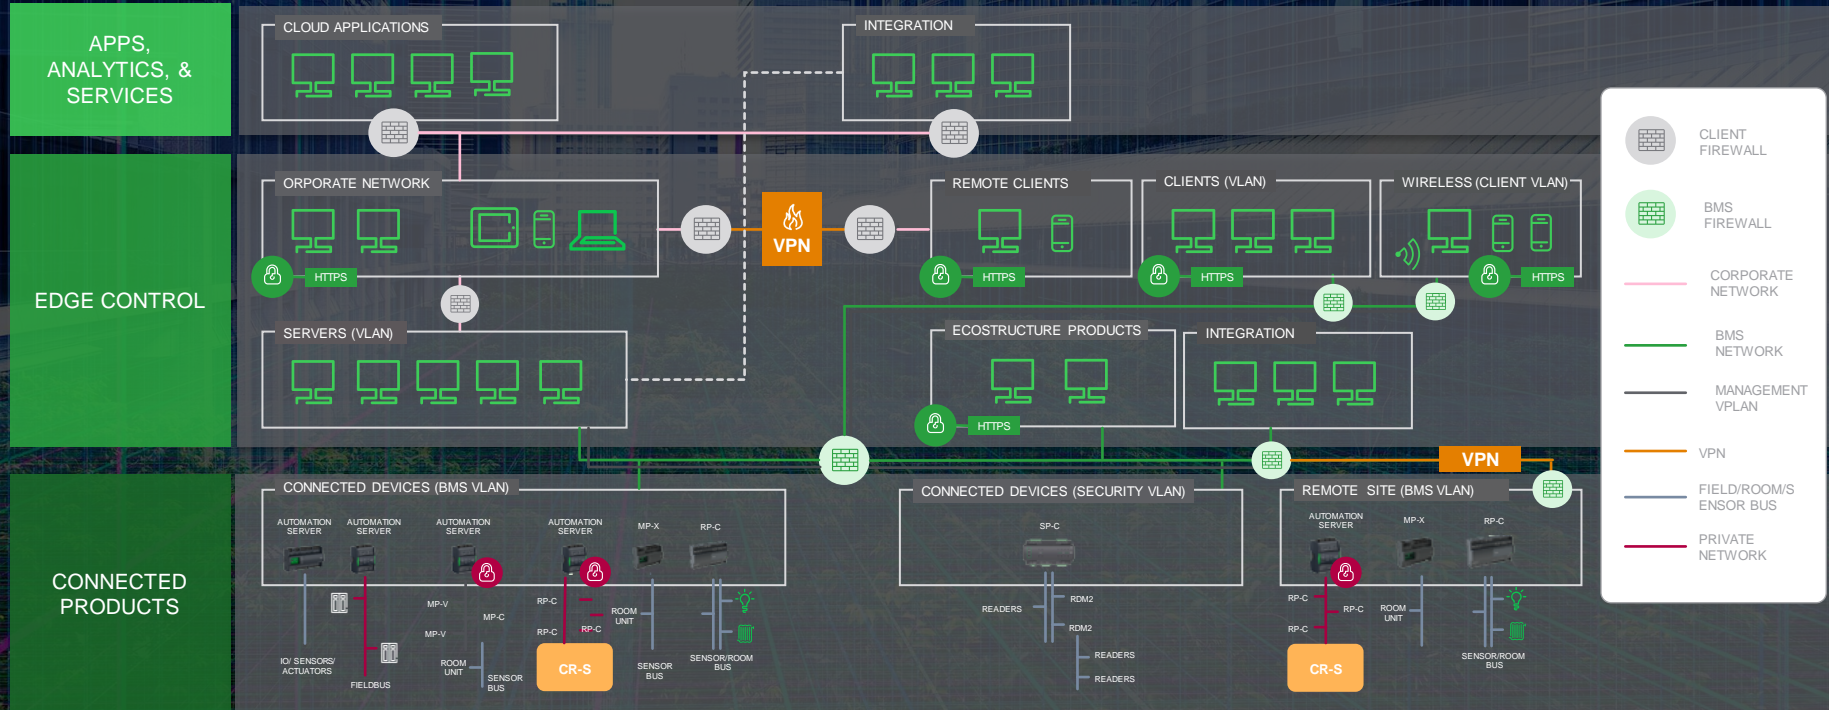 APPS,
ANALYTICS, &
SERVICES
CLOUD APPLICATIONS
INTEGRATION
EDGE CONTROL
ORPORATE NETWORK
HTTPS
VPN
REMOTE CLIENTS
HTTPS
CLIENTS (VLAN)
HTTPS
WIRELESS (CLIENT VLAN)
HTTPS
SERVERS (VLAN)
ECOSTRUCTURE PRODUCTS
HTTPS
INTEGRATION
VPN
CONNECTED
PRODUCTS
CONNECTED DEVICES (BMS VLAN)
AUTOMATION
SERVER
AUTOMATION
SERVER
AUTOMATION
SERVER
AUTOMATION
SERVER
MP-X
RP-C
IO/ SENSORS/
ACTUATORS
FIELDBUS
MP-V
MP-C
MP-V
ROOM
UNIT
SENSOR
BUS
RP-C
RP-C
RP-C
CR-S
ROOM
UNIT
SENSOR
BUS
SENSOR/ROOM
BUS
CONNECTED DEVICES (SECURITY VLAN)
SP-C
READERS
RDM2
RDM2
READERS
READERS
REMOTE SITE (BMS VLAN)
AUTOMATION
SERVER
MP-X
RP-C
RP-C
RP-C
RP-C
CR-S
ROOM
UNIT
SENSOR/ROOM
BUS
CLIENT
FIREWALL
BMS
FIREWALL
CORPORATE
NETWORK
BMS
NETWORK
MANAGEMENT
VPLAN
VPN
FIELD/ROOM/S
ENSOR BUS
PRIVATE
NETWORK